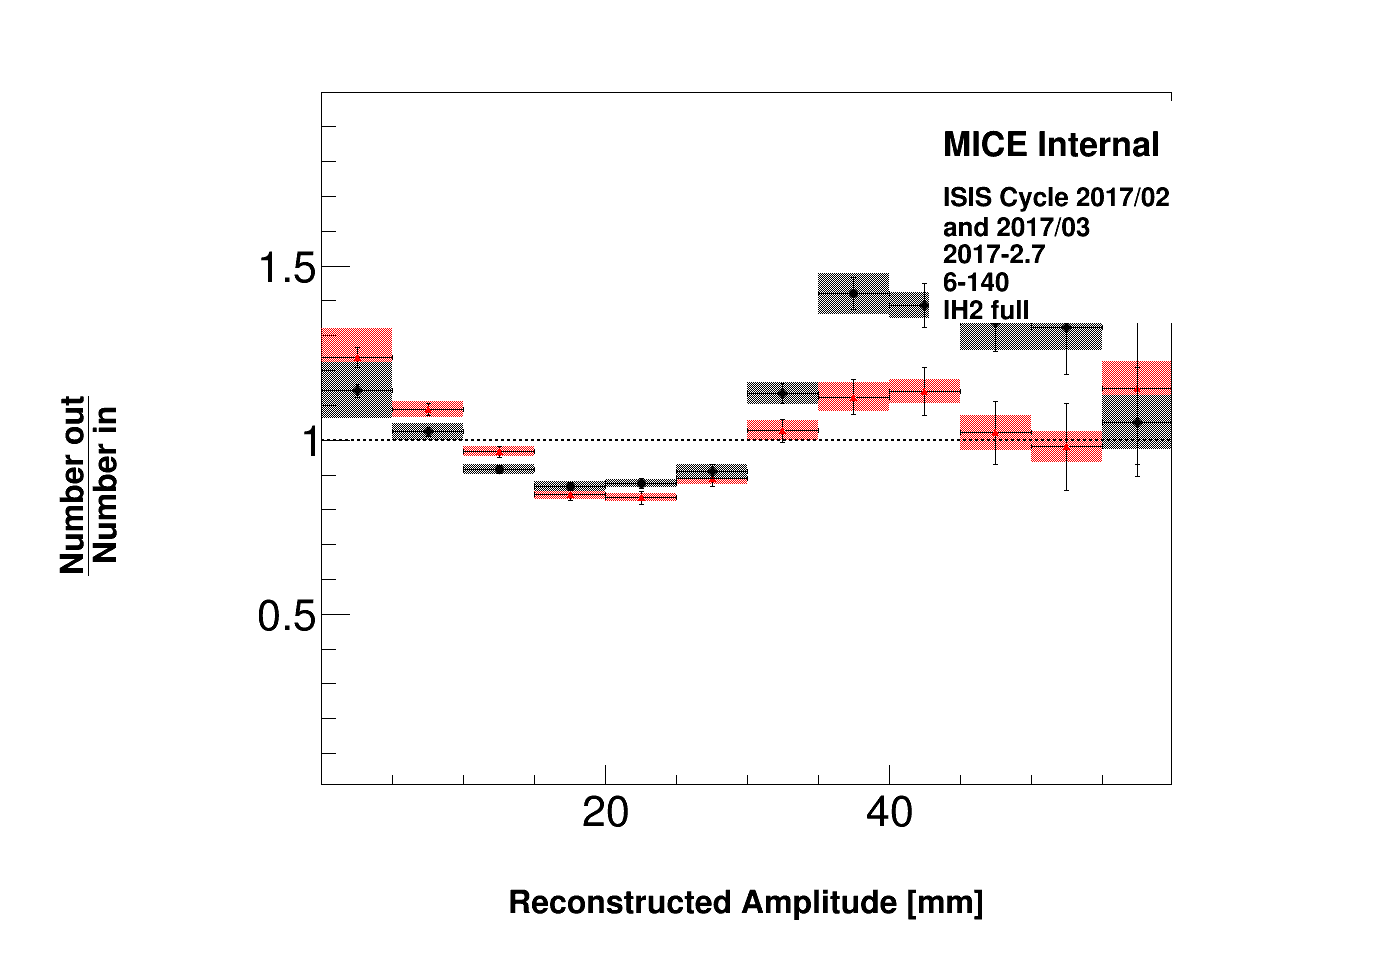 MICE Internal
ISIS Cycle 2017/02
and 2017/03
2017-2.7
6-140
IH2 full
1.5
1
0.5
Number out
Number in
20
40
Reconstructed Amplitude [mm]